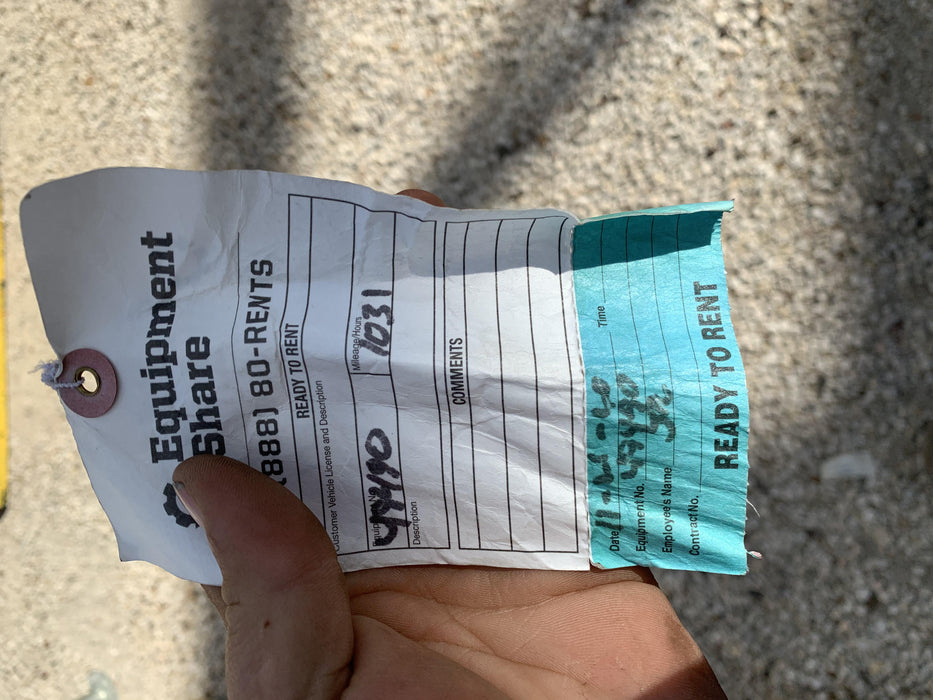 Equipment
Share
(888) 80-RENTS
READY TO RENT
Customer Vehicle License and Description
Mileage/Hours
1031
Description
COMMENTS
Date Time
Equipment No.
Employee's Name
Contract No.
READY TO RENT